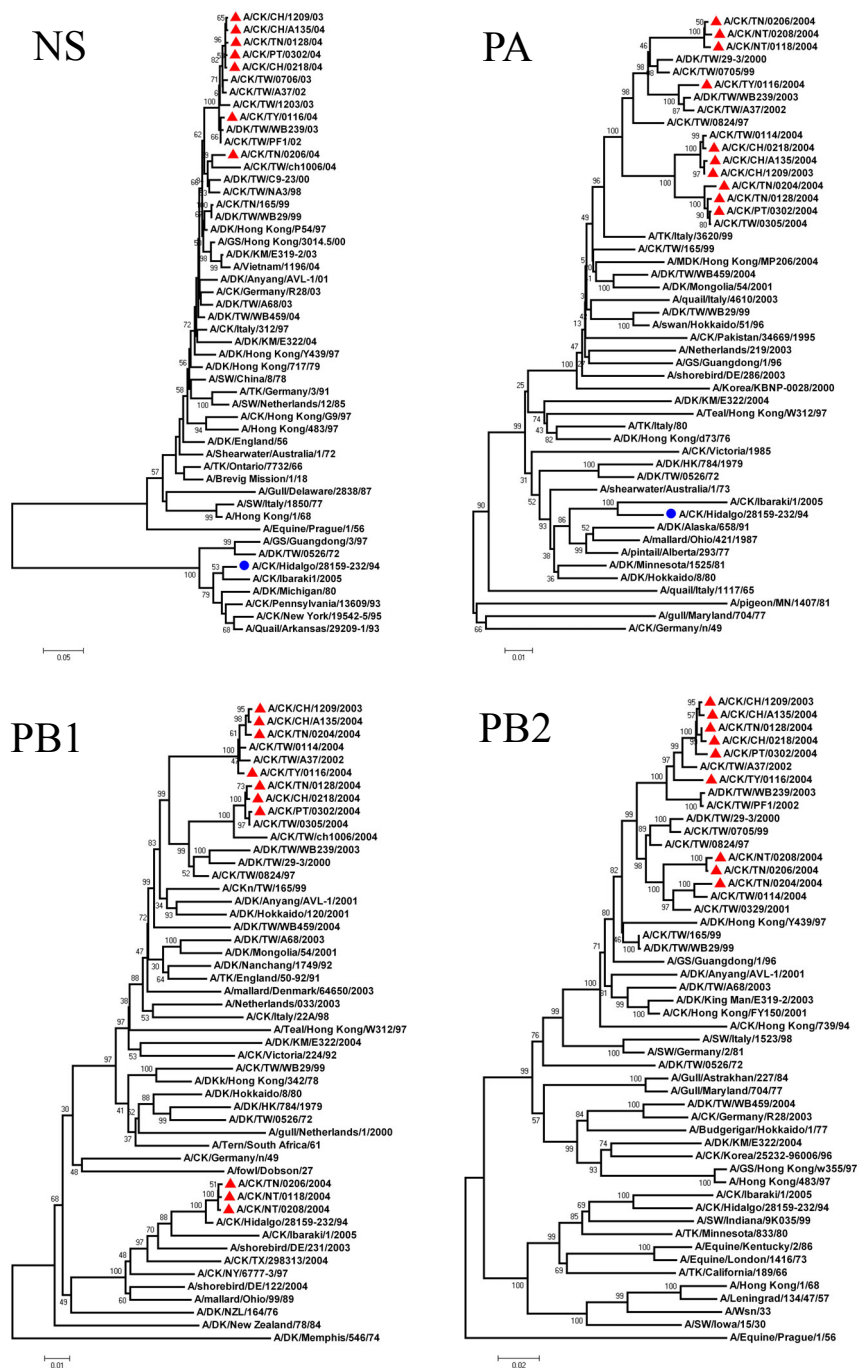 NS
A/CK/CH/1209/03
A/CK/CH/A135/04
A/CK/TN/0128/04
A/CK/PT/0302/04
A/CK/CH/0218/04
A/CK/TW/0706/03
A/CK/TW/A37/02
A/CK/TW/1203/03
A/CK/TY/0116/04
A/DK/TW/WB239/03
A/CK/TW/PF1/02
A/CK/TN/0206/04
A/CK/TW/ch1006/04
A/DK/TW/C9-23/00
A/CK/TW/NA3/98
A/CK/TN/165/99
A/DK/TW/WB29/99
A/DK/Hong Kong/P54/97
A/GS/Hong Kong/3014.5/00
A/DK/KM/E319-2/03
A/Vietnam/1196/04
A/DK/Anyang/AVL-1/01
A/CK/Germany/R28/03
A/DK/TW/A68/03
A/DK/TW/WB459/04
A/CK/Italy/312/97
A/DK/KM/E322/04
A/DK/Hong Kong/Y439/97
A/DK/Hong Kong/717/79
A/SW/China/8/78
A/TK/Germany/3/91
A/SW/Netherlands/12/85
A/CK/Hong Kong/G9/97
A/Hong Kong/483/97
A/DK/England/56
A/Shearwater/Australia/1/72
A/TK/Ontario/7732/66
A/Brevig Mission/1/18
A/Gull/Delaware/2838/87
A/SW/Italy/1850/77
A/Hong Kong/1/68
A/Equine/Prague/1/56
A/GS/Guangdong/3/97
A/DK/TW/0526/72
A/CK/Hidalgo/28159-232/94
A/CK/Ibaraki1/2005
A/DK/Michigan/80
A/CK/Pennsylvania/13609/93
A/CK/New York/19542-5/95
A/Quail/Arkansas/29209-1/93
0.05
PA
A/CK/TN/0206/2004
A/CK/NT/0208/2004
A/CK/NT/0118/2004
A/DK/TW/29-3/2000
A/CK/TW/0705/99
A/CK/TY/0116/2004
A/DK/TW/WB239/2003
A/CK/TW/A37/2002
A/CK/TW/0824/97
A/CK/TW/0114/2004
A/CK/CH/0218/2004
A/CK/CH/A135/2004
A/CK/CH/1209/2003
A/CK/TN/0204/2004
A/CK/TN/0128/2004
A/CK/PT/0302/2004
A/CK/TW/0305/2004
A/TK/Italy/3620/99
A/CK/TW/165/99
A/MDK/Hong Kong/MP206/2004
A/DK/TW/WB459/2004
A/DK/Mongolia/54/2001
A/quail/Italy/4610/2003
A/DK/TW/WB29/99
A/swan/Hokkaido/51/96
A/CK/Pakistan/34669/1995
A/Netherlands/219/2003
A/GS/Guangdong/1/96
A/shorebird/DE/286/2003
A/Korea/KBNP-0028/2000
A/DK/KM/E322/2004
A/Teal/Hong Kong/W312/97
A/TK/Italy/80
A/DK/Hong Kong/d73/76
A/CK/Victoria/1985
A/DK/HK/784/1979
A/DK/TW/0526/72
A/shearwater/Australia/1/73
A/CK/Ibaraki/1/2005
A/CK/Hidalgo/28159-232/94
A/DK/Alaska/658/91
A/mallard/Ohio/421/1987
A/pintail/Alberta/293/77
A/DK/Minnesota/1525/81
A/DK/Hokkaido/8/80
A/quail/Italy/1117/65
A/pigeon/MN/1407/81
A/gull/Maryland/704/77
A/CK/Germany/n/49
0.01
PB1
A/CK/CH/1209/2003
A/CK/CH/A135/2004
A/CK/TN/0204/2004
A/CK/TW/0114/2004
A/CK/TW/A37/2002
A/CK/TY/0116/2004
A/CK/TN/0128/2004
A/CK/CH/0218/2004
A/CK/PT/0302/2004
A/CK/TW/0305/2004
A/CK/TW/ch1006/2004
A/DK/TW/WB239/2003
A/DK/TW/29-3/2000
A/CK/TW/0824/97
A/CKn/TW/165/99
A/DK/Anyang/AVL-1/2001
A/DK/Hokkaido/120/2001
A/DK/TW/WB459/2004
A/DK/TW/A68/2003
A/DK/Mongolia/54/2001
A/DK/Nanchang/1749/92
A/TK/England/50-92/91
A/mallard/Denmark/64650/2003
A/Netherlands/033/2003
A/CK/Italy/22A/98
A/Teal/Hong Kong/W312/97
A/DK/KM/E322/2004
A/CK/Victoria/224/92
A/CK/TW/WB29/99
A/DKk/Hong Kong/342/78
A/DK/Hokkaido/8/80
A/DK/HK/784/1979
A/DK/TW/0526/72
A/gull/Netherlands/1/2000
A/Tern/South Africa/61
A/CK/Germany/n/49
A/fowl/Dobson/27
A/CK/TN/0206/2004
A/CK/NT/0118/2004
A/CK/NT/0208/2004
A/CK/Hidalgo/28159-232/94
A/CK/Ibaraki/1/2005
A/shorebird/DE/231/2003
A/CK/TX/298313/2004
A/CK/NY/6777-3/97
A/shorebird/DE/122/2004
A/mallard/Ohio/99/89
A/DK/NZL/164/76
A/DK/New Zealand/78/84
A/DK/Memphis/546/74
0.01
PB2
A/CK/CH/1209/2003
A/CK/CH/A135/2004
A/CK/TN/0128/2004
A/CK/CH/0218/2004
A/CK/PT/0302/2004
A/CK/TW/A37/2002
A/CK/TY/0116/2004
A/DK/TW/WB239/2003
A/CK/TW/PF1/2002
A/DK/TW/29-3/2000
A/CK/TW/0705/99
A/CK/TW/0824/97
A/CK/NT/0208/2004
A/CK/TN/0206/2004
A/CK/TN/0204/2004
A/CK/TW/0114/2004
A/CK/TW/0329/2001
A/DK/Hong Kong/Y439/97
A/CK/TW/165/99
A/DK/TW/WB29/99
A/GS/Guangdong/1/96
A/DK/Anyang/AVL-1/2001
A/DK/TW/A68/2003
A/DK/King Man/E319-2/2003
A/CK/Hong Kong/FY150/2001
A/CK/Hong Kong/739/94
A/SW/Italy/1523/98
A/SW/Germany/2/81
A/DK/TW/0526/72
A/Gull/Astrakhan/227/84
A/Gull/Maryland/704/77
A/DK/TW/WB459/2004
A/CK/Germany/R28/2003
A/Budgerigar/Hokkaido/1/77
A/DK/KM/E322/2004
A/CK/Korea/25232-96006/96
A/GS/Hong Kong/w355/97
A/Hong Kong/483/97
A/CK/Ibaraki/1/2005
A/CK/Hidalgo/28159-232/94
A/SW/Indiana/9K035/99
A/TK/Minnesota/833/80
A/Equine/Kentucky/2/86
A/Equine/London/1416/73
A/TK/California/189/66
A/Hong Kong/1/68
A/Leningrad/134/47/57
A/Wsn/33
A/SW/Iowa/15/30
A/Equine/Prague/1/56
0.02